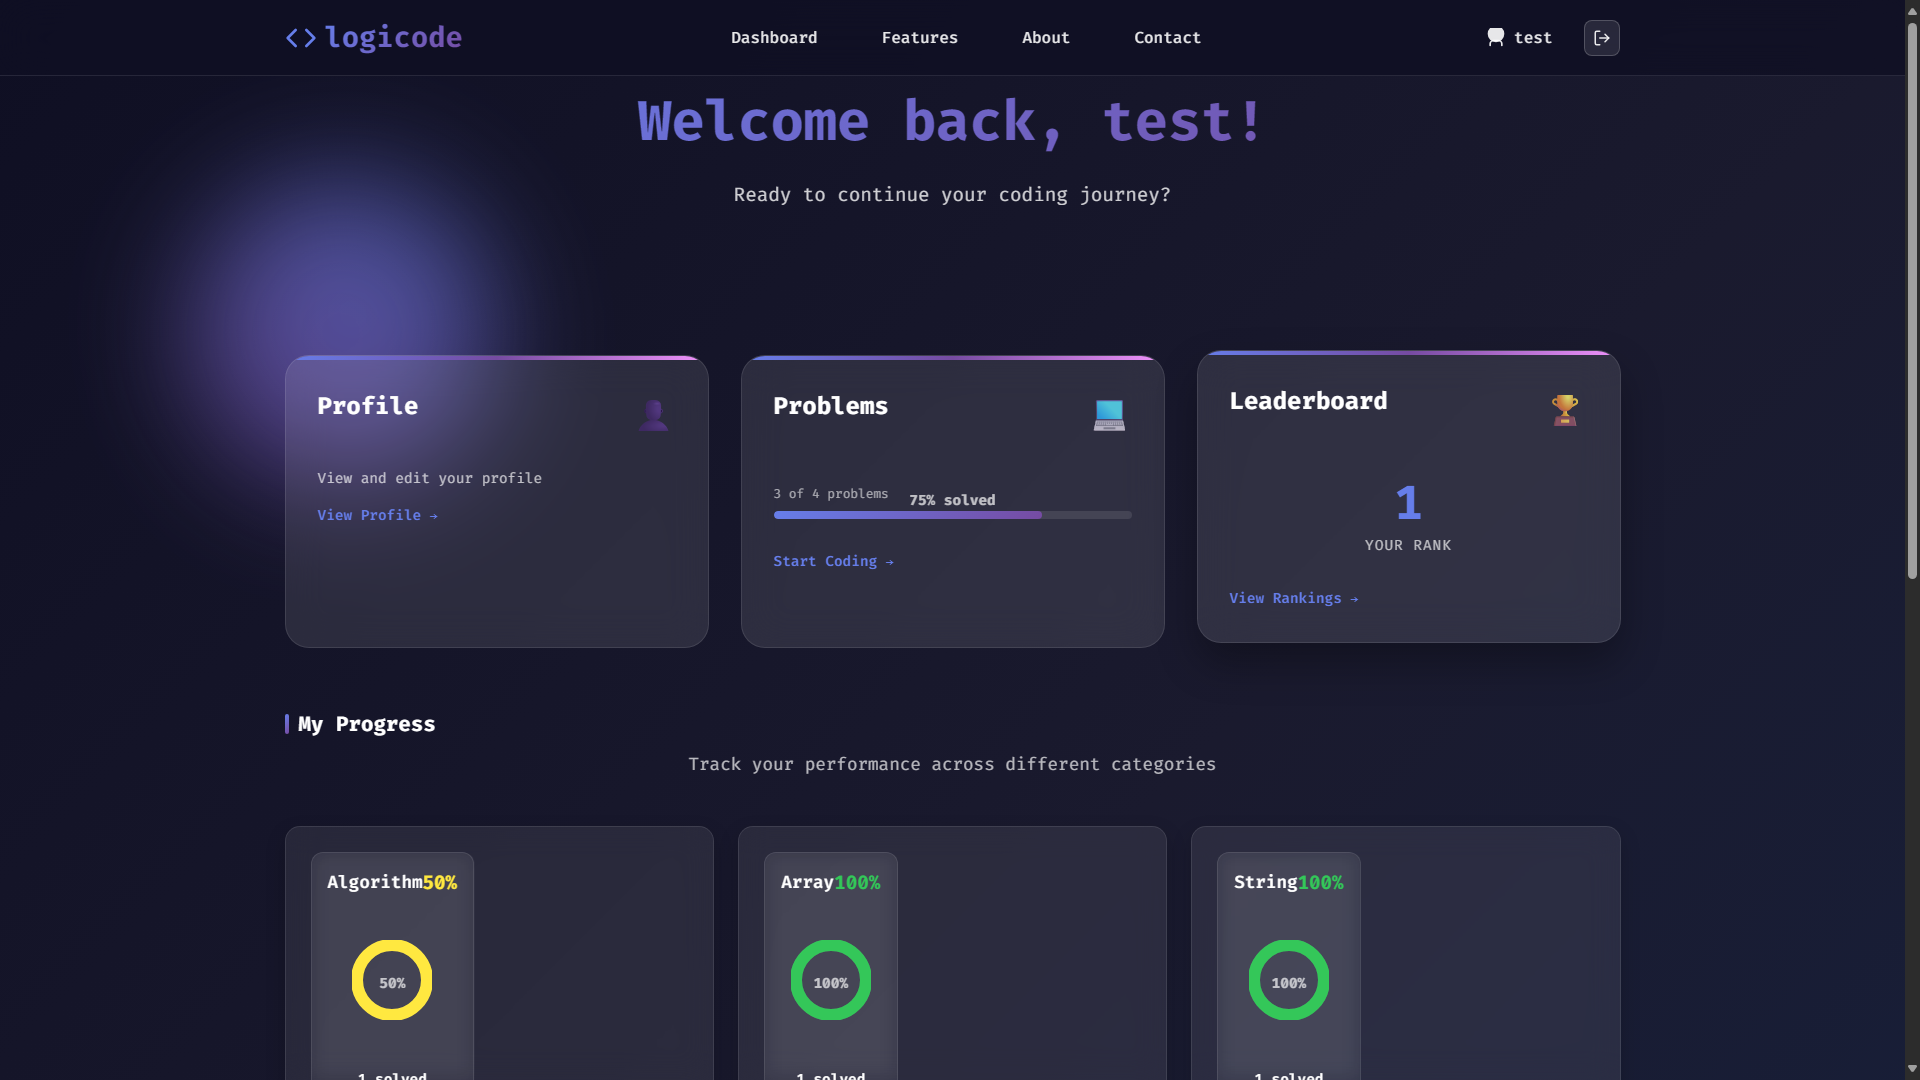 logicode
Dashboard
Features
About
Contact
test
Welcome back, test!
Ready to continue your coding journey?
Profile
View and edit your profile
View Profile →
Problems
3 of 4 problems
75% solved
Start Coding →
Leaderboard
1
YOUR RANK
View Rankings →
My Progress
Track your performance across different categories
Algorithm50%
50%
1 solved
Array100%
100%
1 solved
String100%
100%
1 solved